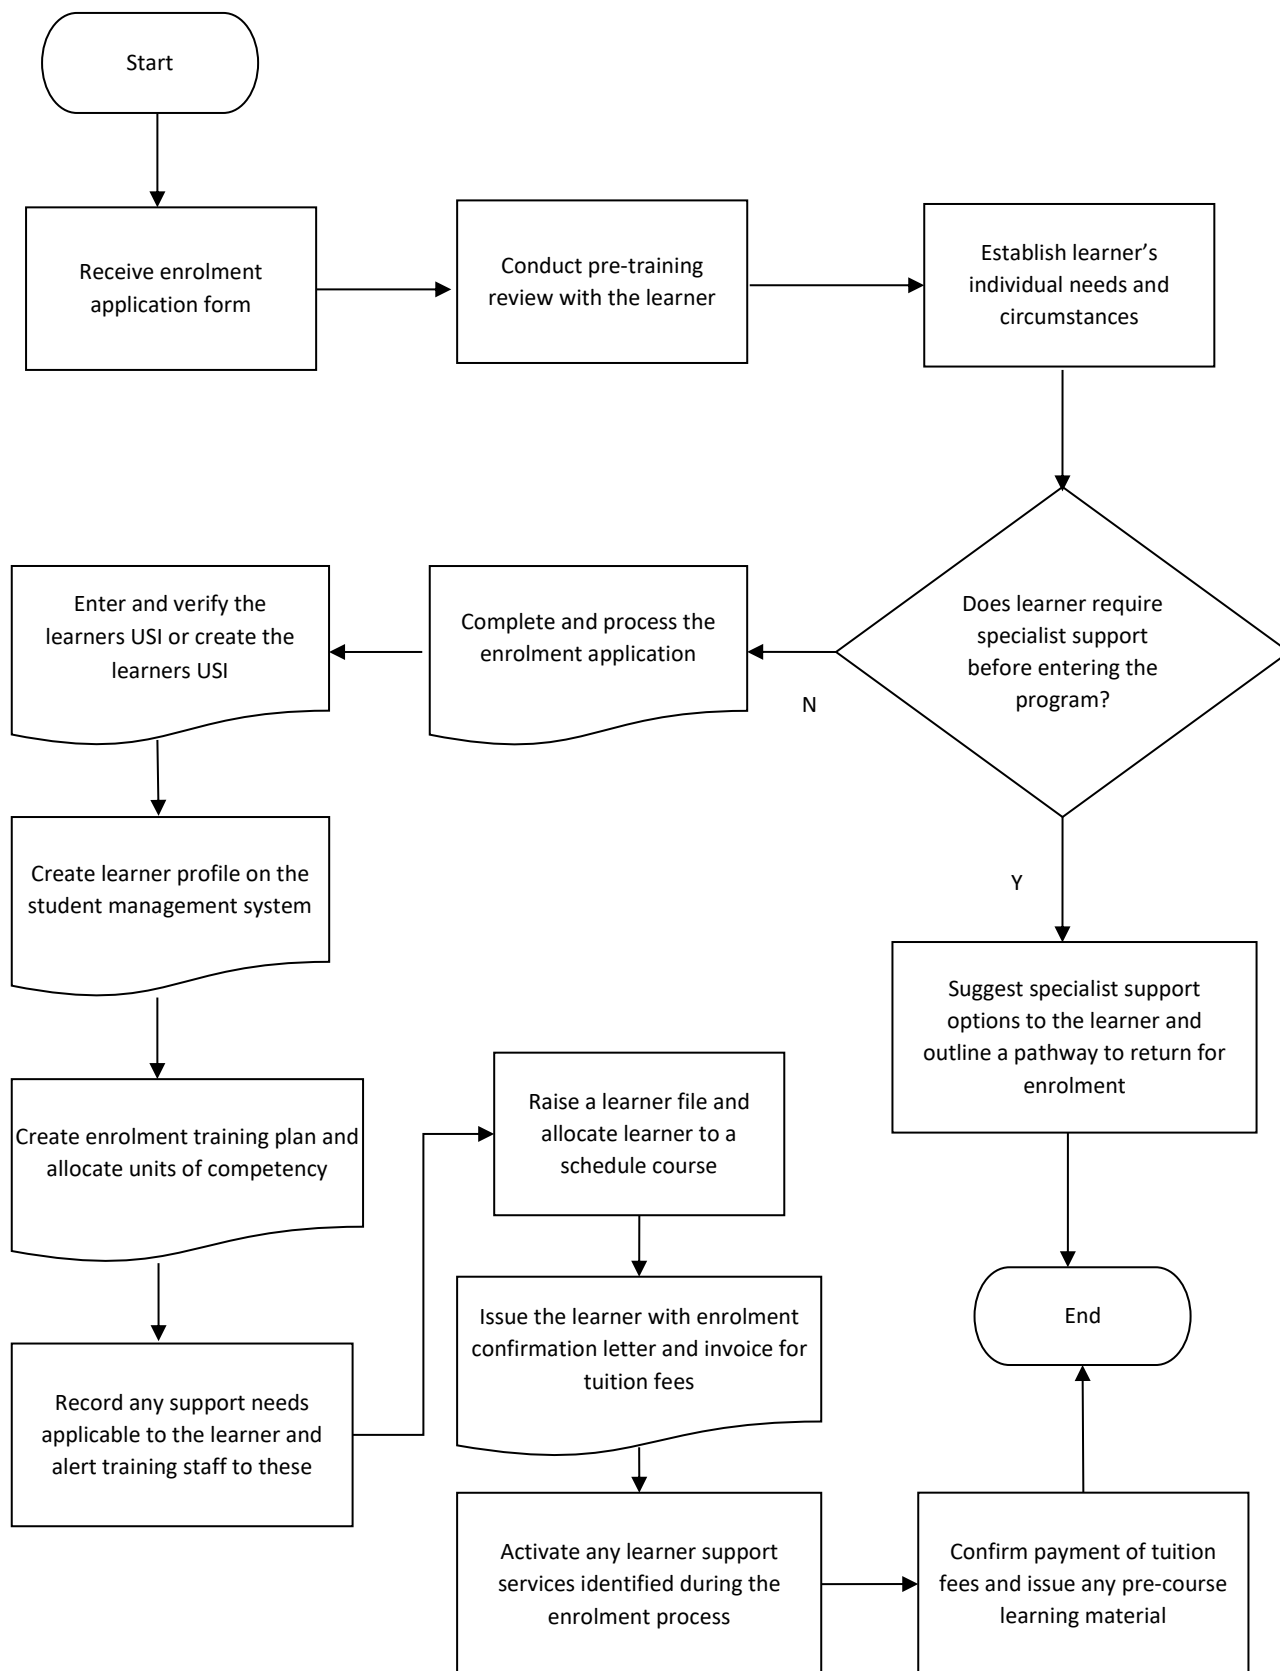 Start
Receive enrolment
application form
Conduct pre-training
review with the learner
Establish learner’s
individual needs and
circumstances
Does learner require
specialist support
before entering the
program?
N
Complete and process the
enrolment application
Enter and verify the
learners USI or create the
learners USI
Create learner profile on the
student management system
Create enrolment training plan and
allocate units of competency
Record any support needs
applicable to the learner and
alert training staff to these
Raise a learner file and
allocate learner to a
schedule course
Issue the learner with enrolment
confirmation letter and invoice for
tuition fees
Activate any learner support
services identified during the
enrolment process
Confirm payment of tuition
fees and issue any pre-course
learning material
Y
Suggest specialist support
options to the learner and
outline a pathway to return for
enrolment
End